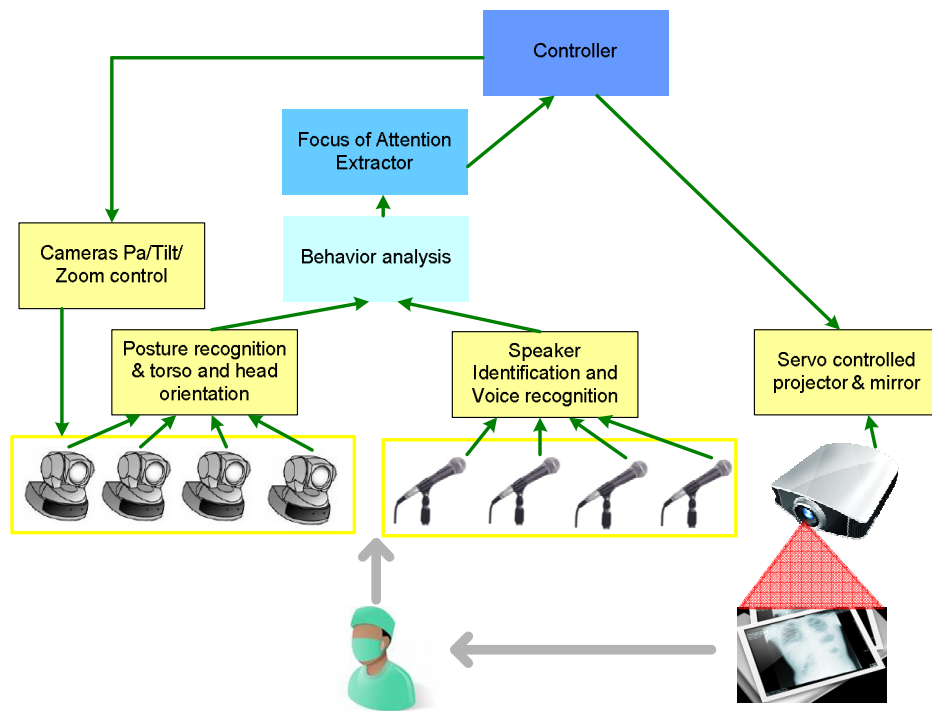 Controller
Focus of Attention
Extractor
Cameras Pa/Tilt/
Zoom control
Behavior analysis
Posture recognition
& torso and head
orientation
Speaker
Identification and
Voice recognition
Servo controlled
projector & mirror